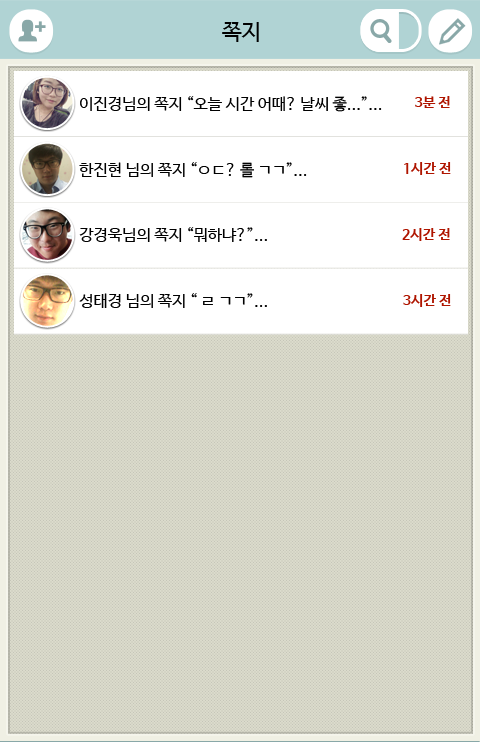 쪽지
이진경님의 쪽지 “오늘 시간 어때? 날씨 좋...”... 3분 전
한진현 님의 쪽지 “ㅇㄷ? 롤 ㄱㄱ”... 1시간 전
강경욱님의 쪽지 “뭐하냐?”... 2시간 전
성태경 님의 쪽지 “ ㄹ ㄱㄱ”... 3시간 전